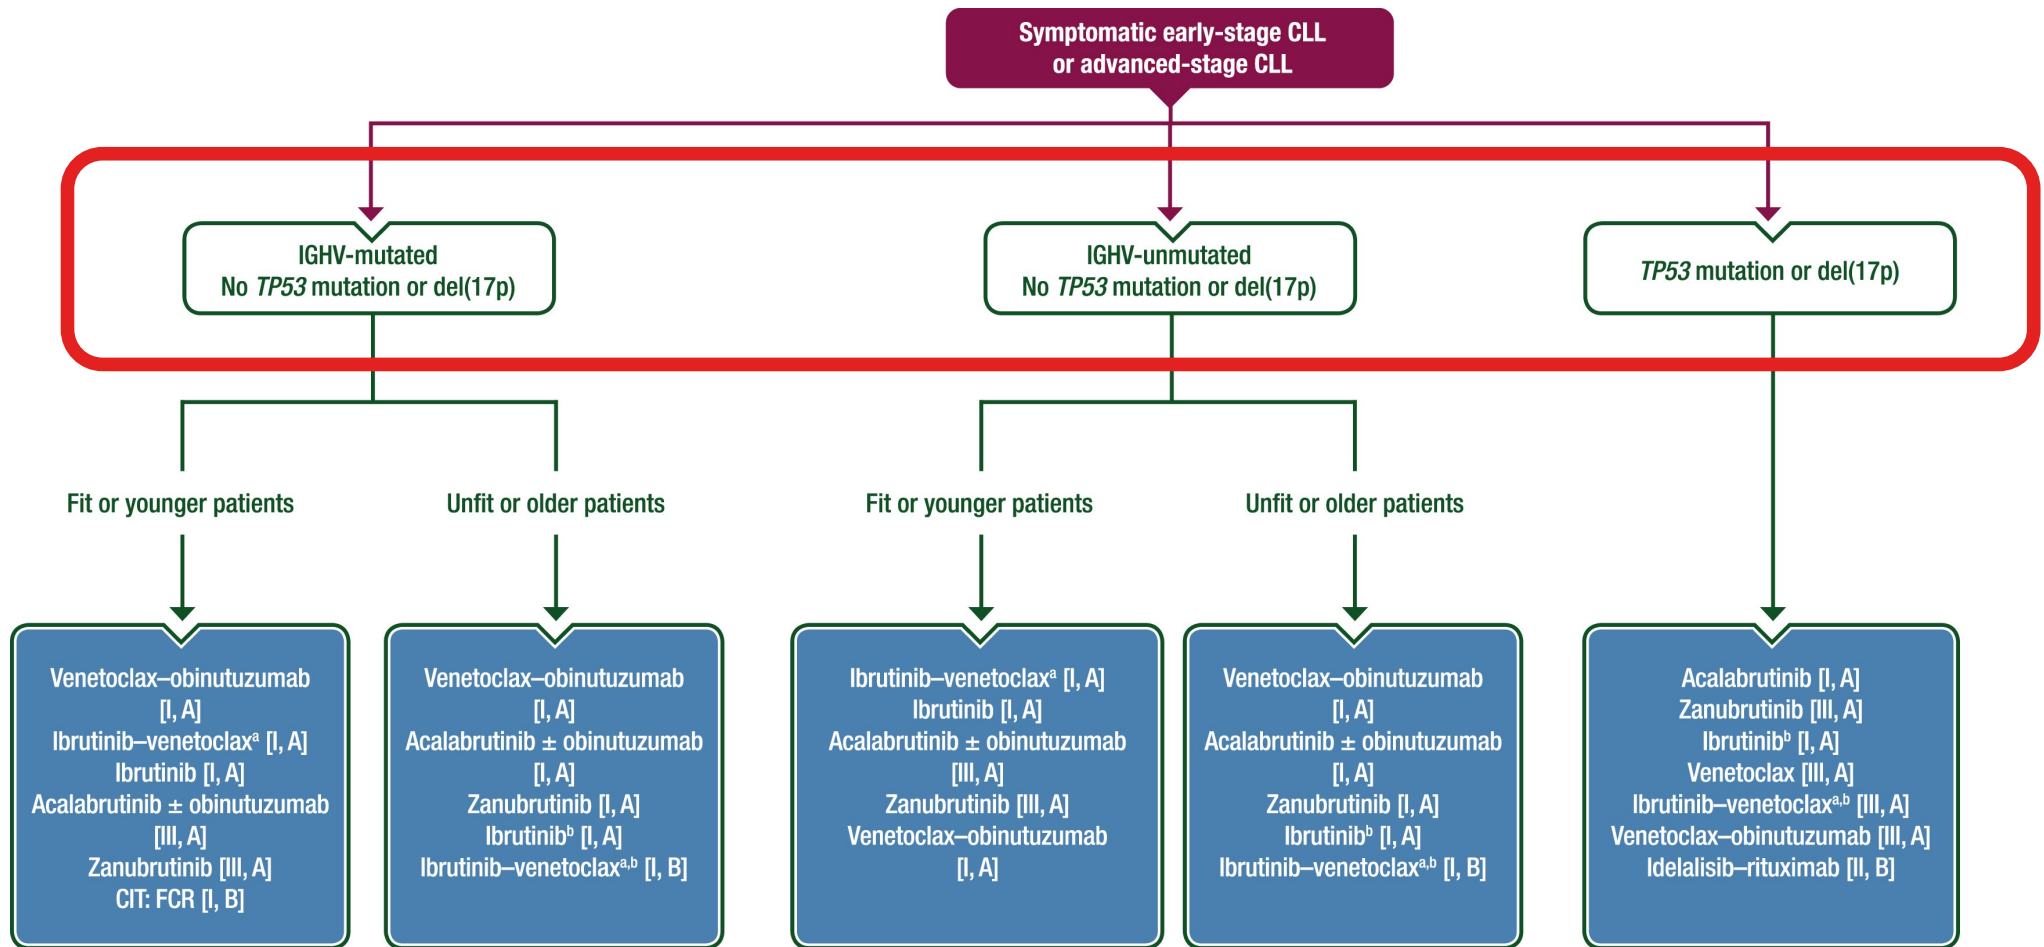 Symptomatic early-stage CLL
or advanced-stage CLL
IGHV-mutated
No TP53 mutation or del(17p)
IGHV-unmutated
No TP53 mutation or del(17p)
TP53 mutation or del(17p)
Fit or younger patients
Unfit or older patients
Fit or younger patients
Unfit or older patients
Venetoclax–obinutuzumab
[I, A]
Ibrutinib–venetoclaxᵃ [I, A]
Ibrutinib [I, A]
Acalabrutinib ± obinutuzumab
[III, A]
Zanubrutinib [III, A]
CIT: FCR [I, B]
Venetoclax–obinutuzumab
[I, A]
Acalabrutinib ± obinutuzumab
[I, A]
Zanubrutinib [I, A]
Ibrutinibᵇ [I, A]
Ibrutinib–venetoclaxᵃ,ᵇ [I, B]
Ibrutinib–venetoclaxᵃ [I, A]
Ibrutinib [I, A]
Acalabrutinib ± obinutuzumab
[III, A]
Zanubrutinib [III, A]
Venetoclax–obinutuzumab
[I, A]
Venetoclax–obinutuzumab
[I, A]
Acalabrutinib ± obinutuzumab
[I, A]
Zanubrutinib [I, A]
Ibrutinibᵇ [I, A]
Ibrutinib–venetoclaxᵃ,ᵇ [I, B]
Acalabrutinib [I, A]
Zanubrutinib [III, A]
Ibrutinibᵇ [I, A]
Venetoclax [III, A]
Ibrutinib–venetoclaxᵃ,ᵇ [III, A]
Venetoclax–obinutuzumab [III, A]
Idelalisib–rituximab [II, B]